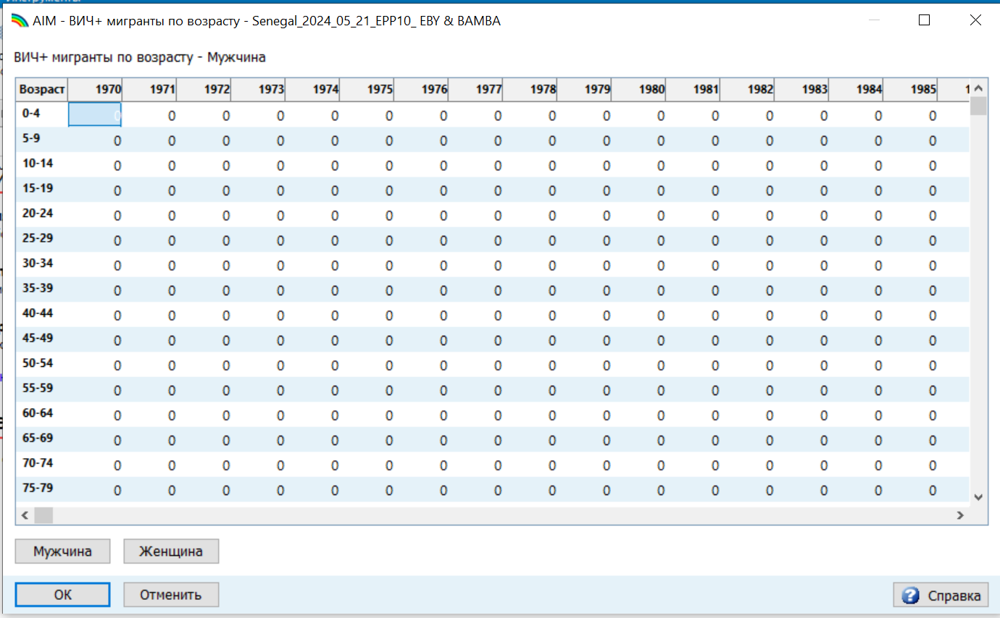 AIM - ВИЧ+ мигранты по возрасту - Senegal_2024_05_21_EPP10_ EBY & BAMBA
ВИЧ+ мигранты по возрасту - Мужчина
Возраст 1970 1971 1972 1973 1974 1975 1976 1977 1978 1979 1980 1981 1982 1983 1984 1985
0-4 0 0 0 0 0 0 0 0 0 0 0 0 0 0 0 0
5-9 0 0 0 0 0 0 0 0 0 0 0 0 0 0 0 0
10-14 0 0 0 0 0 0 0 0 0 0 0 0 0 0 0 0
15-19 0 0 0 0 0 0 0 0 0 0 0 0 0 0 0 0
20-24 0 0 0 0 0 0 0 0 0 0 0 0 0 0 0 0
25-29 0 0 0 0 0 0 0 0 0 0 0 0 0 0 0 0
30-34 0 0 0 0 0 0 0 0 0 0 0 0 0 0 0 0
35-39 0 0 0 0 0 0 0 0 0 0 0 0 0 0 0 0
40-44 0 0 0 0 0 0 0 0 0 0 0 0 0 0 0 0
45-49 0 0 0 0 0 0 0 0 0 0 0 0 0 0 0 0
50-54 0 0 0 0 0 0 0 0 0 0 0 0 0 0 0 0
55-59 0 0 0 0 0 0 0 0 0 0 0 0 0 0 0 0
60-64 0 0 0 0 0 0 0 0 0 0 0 0 0 0 0 0
65-69 0 0 0 0 0 0 0 0 0 0 0 0 0 0 0 0
70-74 0 0 0 0 0 0 0 0 0 0 0 0 0 0 0 0
75-79 0 0 0 0 0 0 0 0 0 0 0 0 0 0 0 0
Мужчина Женщина
OK Отменить Справка